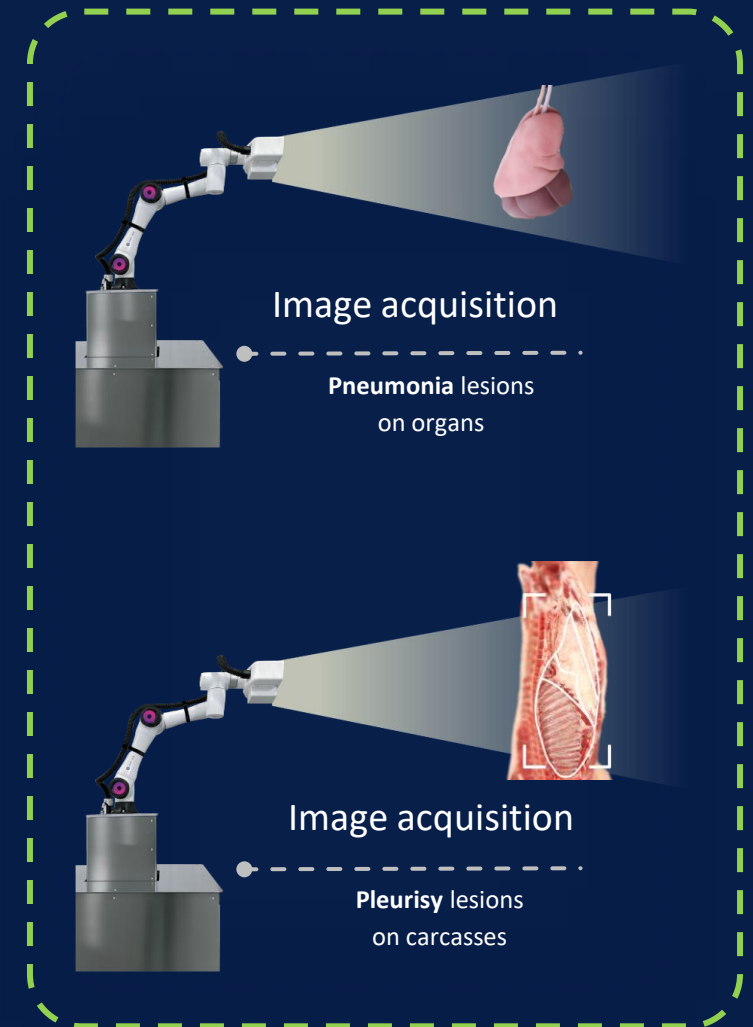 Image acquisition
Pneumonia lesions
on organs
Image acquisition
Pleurisy lesions
on carcasses